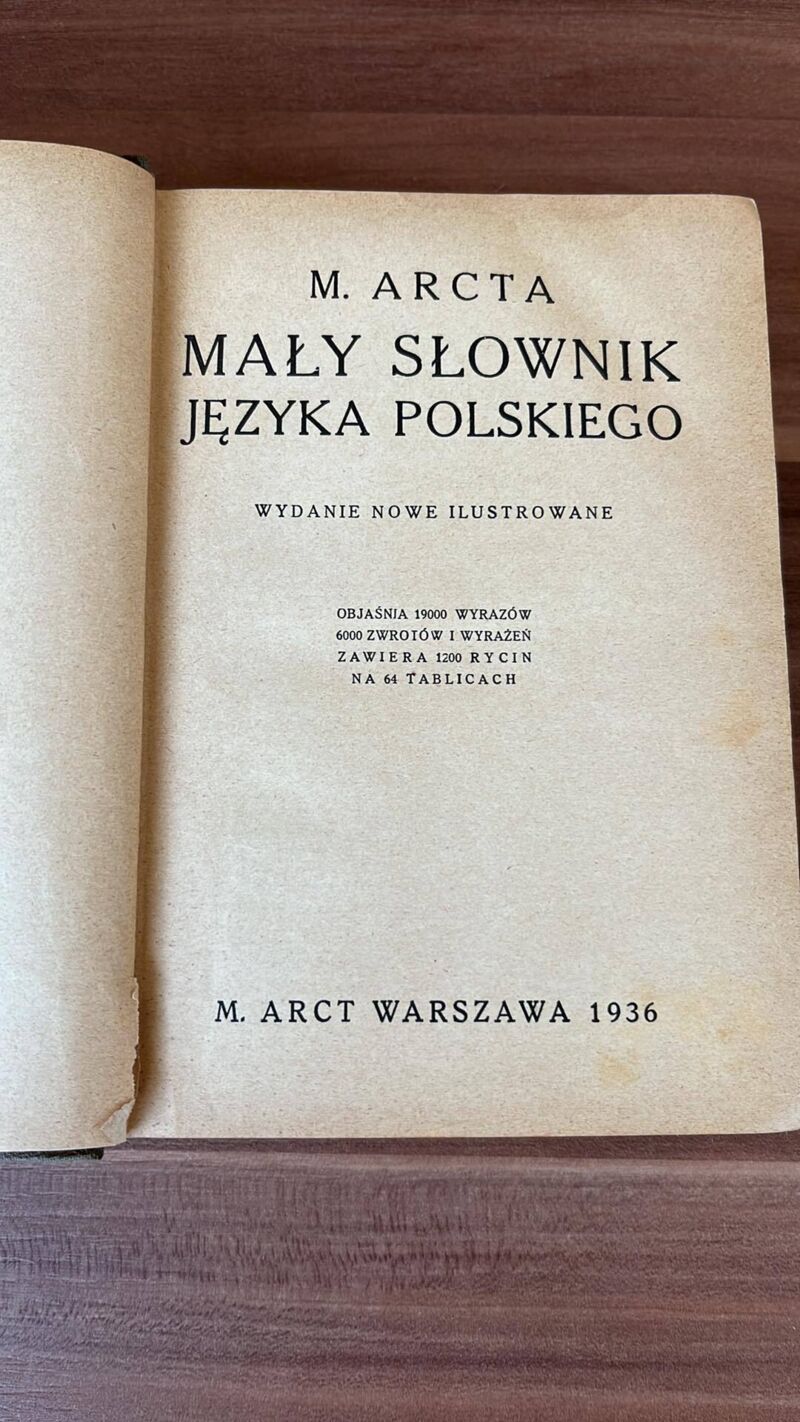 M. ARCTA
MAŁY SŁOWNIK
JĘZYKA POLSKIEGO
WYDANIE NOWE ILUSTROWANE
OBJAŚNIA 19000 WYRAZÓW
6000 ZWROTÓW I WYRAŻEŃ
ZAWIERA 1200 RYCIN
NA 64 TABLICACH
M. ARCT WARSZAWA 1936